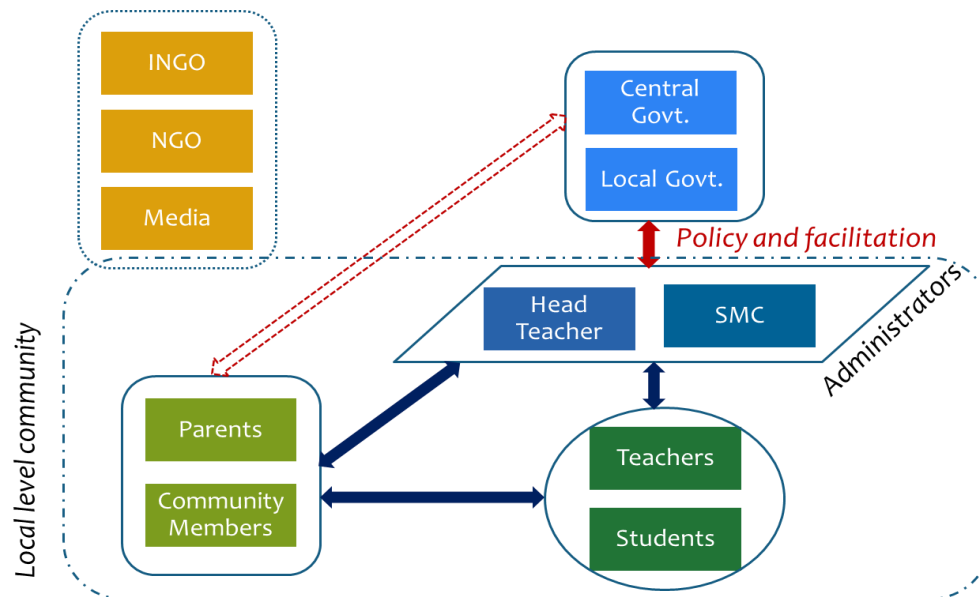 INGO
NGO
Media
Central
Govt.
Local Govt.
Policy and facilitation
Head
Teacher
SMC
Administrators
Local level community
Parents
Community
Members
Teachers
Students